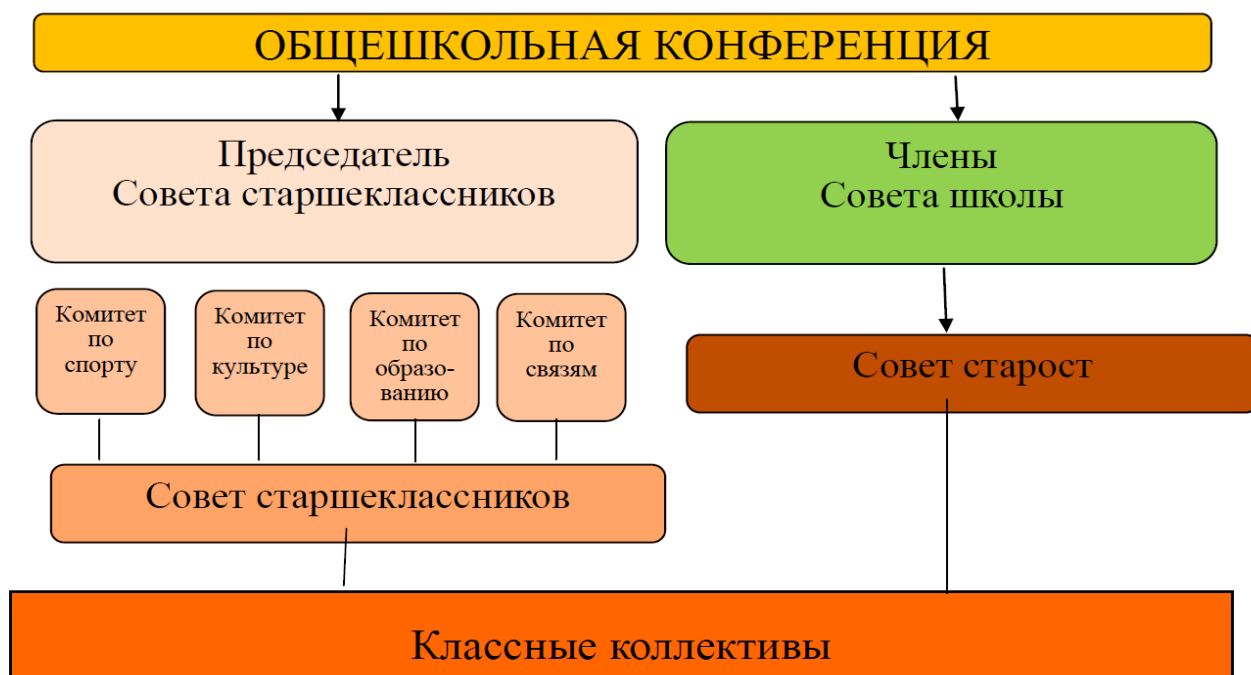 ОБЩЕШКОЛЬНАЯ КОНФЕРЕНЦИЯ
Председатель
Совета старшеклассников
Члены
Совета школы
Комитет
по
спорту
Комитет
по
культуре
Комитет
по
образо-
ванию
Комитет
по
связям
Совет старост
Совет старшеклассников
Классные коллективы